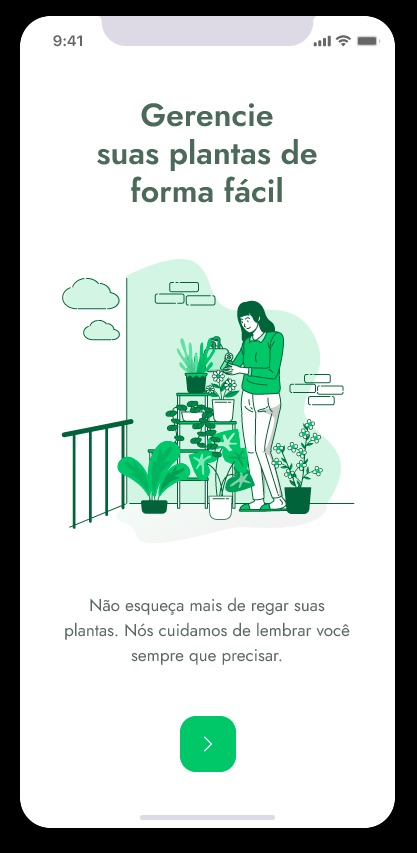 9:41
Gerencie
suas plantas de
forma fácil
Não esqueça mais de regar suas
plantas. Nós cuidamos de lembrar você
sempre que precisar.